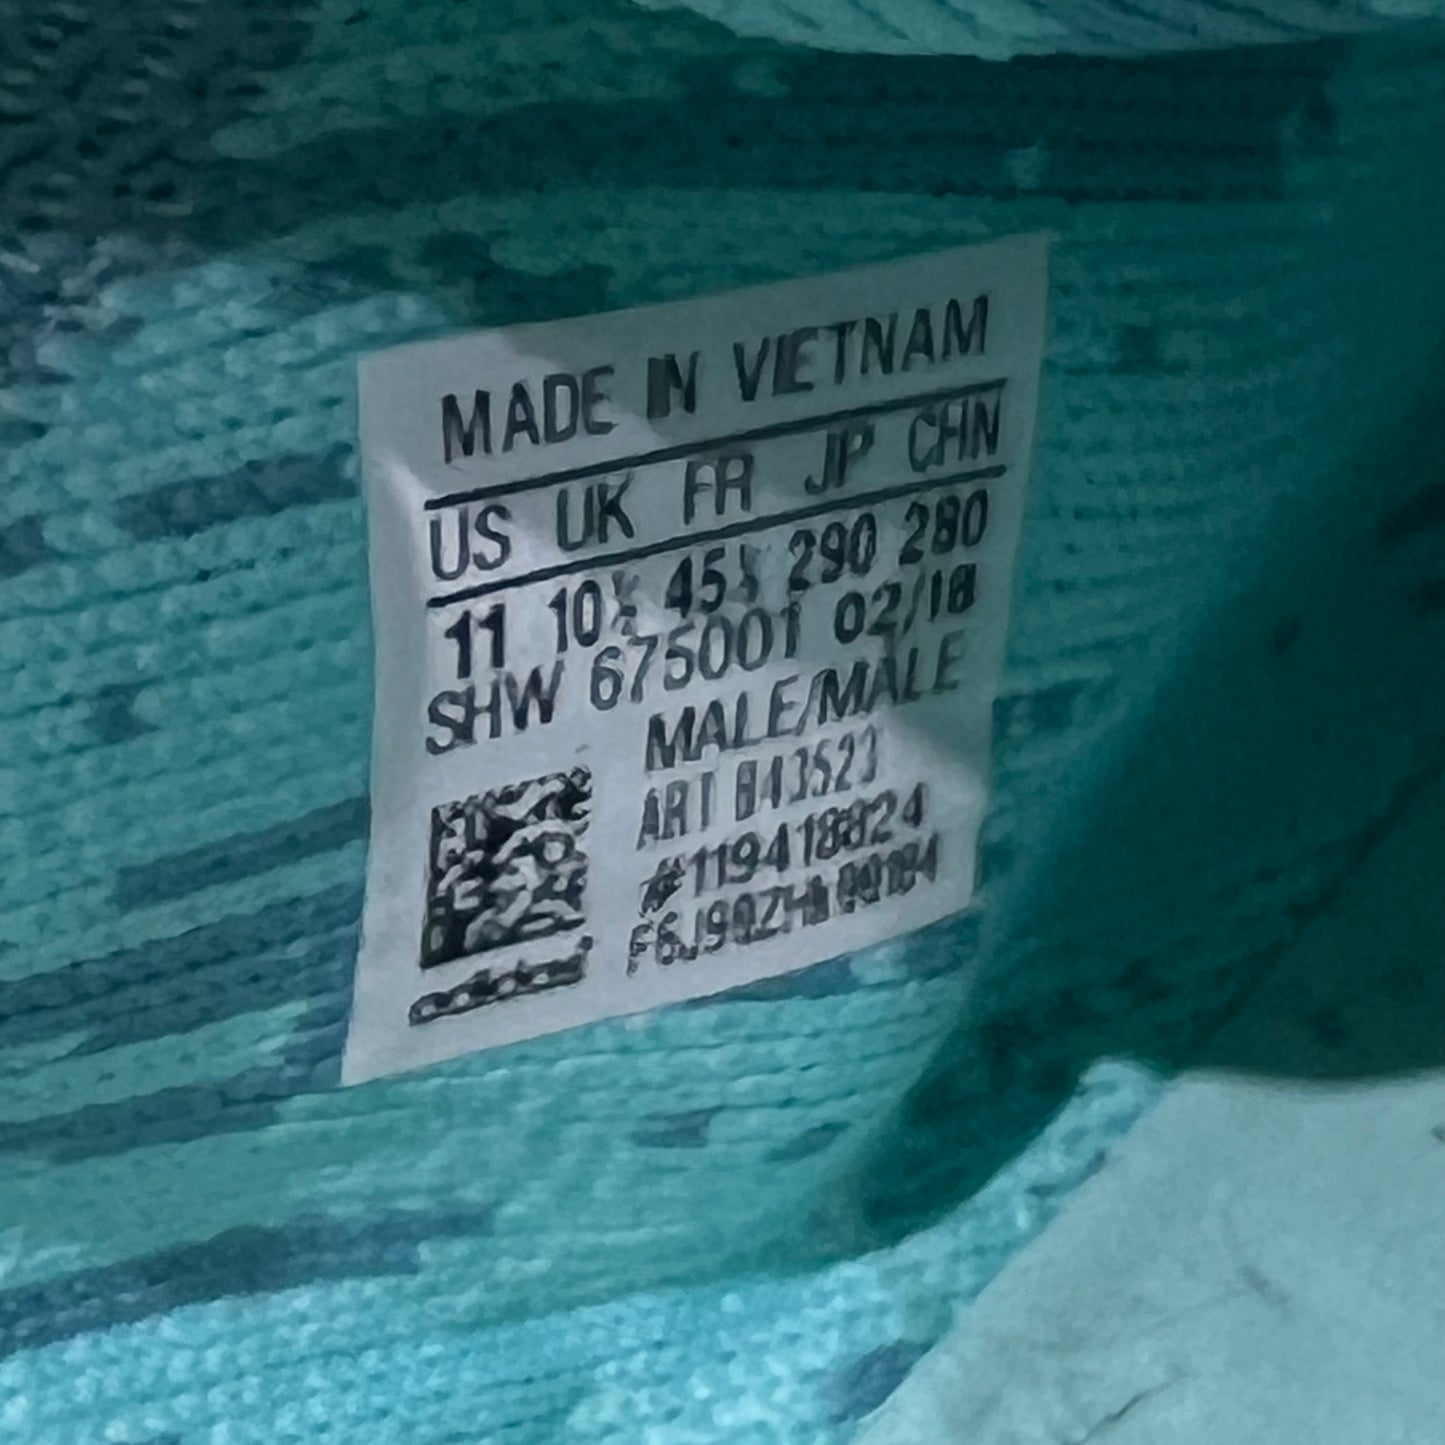 MADE IN VIETNAM
US UK FR JP CHN
11 10½ 45⅓ 290 280
SHW 675001 02/18
MALE/MALE
ART B43523
#119418824
adidas